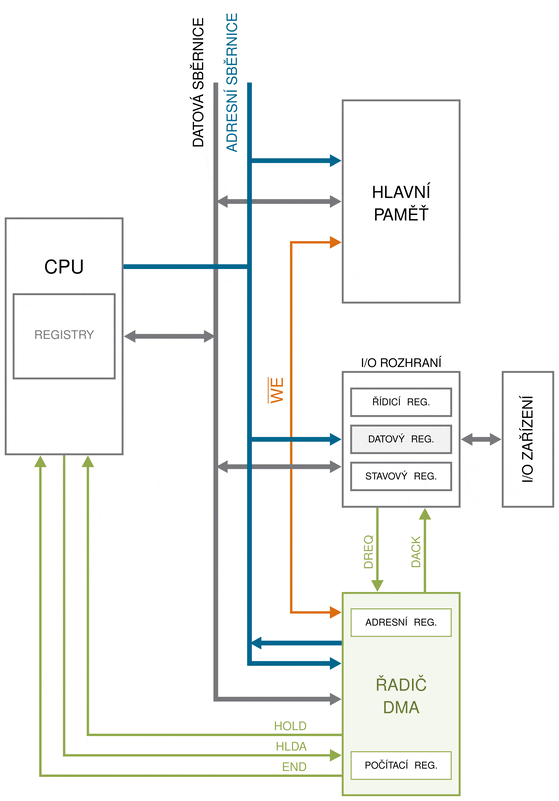 DATOVÁ SBĚRNICE
ADRESNÍ SBĚRNICE
HLAVNÍ
PAMĚŤ
CPU
REGISTRY
WE
I/O ROZHRANÍ
ŘÍDICÍ REG.
DATOVÝ REG.
STAVOVÝ REG.
I/O ZAŘÍZENÍ
DREQ
DACK
ADRESNÍ REG.
ŘADIČ
DMA
POČÍTACÍ REG.
HOLD
HLDA
END